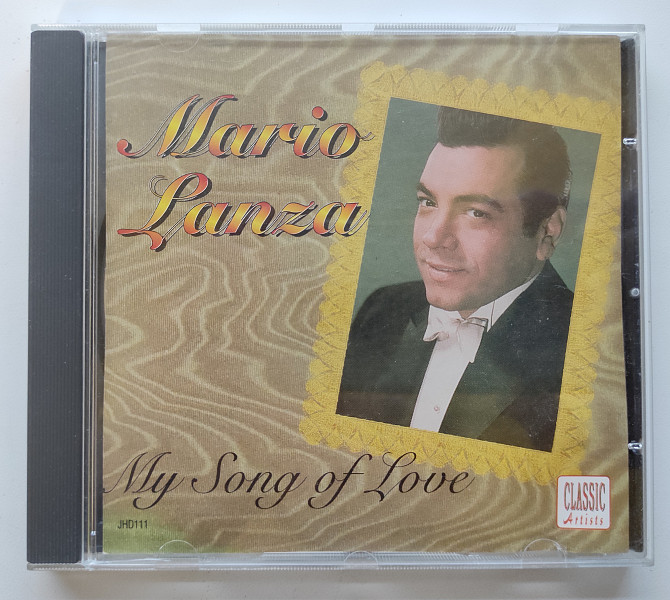 Mario
Lanza
My Song of Love
JHD111
CLASSIC
Artists